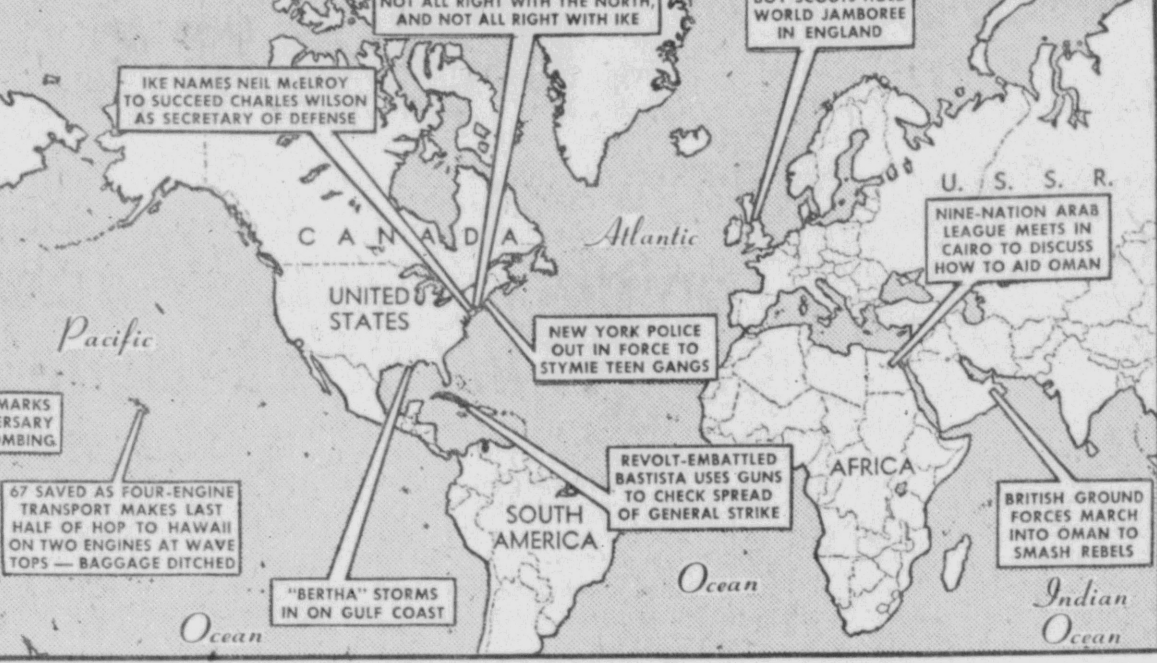 NOT ALL RIGHT WITH THE NORTH,
AND NOT ALL RIGHT WITH IKE
WORLD JAMBOREE
IN ENGLAND
IKE NAMES NEIL McELROY
TO SUCCEED CHARLES WILSON
AS SECRETARY OF DEFENSE
U. S. S. R.
NINE-NATION ARAB
LEAGUE MEETS IN
CAIRO TO DISCUSS
HOW TO AID OMAN
CANADA
Atlantic
UNITED
STATES
Pacific
NEW YORK POLICE
OUT IN FORCE TO
STYMIE TEEN GANGS
MARKS
ERSARY
OMBING
REVOLT-EMBATTLED
BASTISTA USES GUNS
TO CHECK SPREAD
OF GENERAL STRIKE
AFRICA
67 SAVED AS FOUR-ENGINE
TRANSPORT MAKES LAST
HALF OF HOP TO HAWAII
ON TWO ENGINES AT WAVE
TOPS — BAGGAGE DITCHED
SOUTH
AMERICA
BRITISH GROUND
FORCES MARCH
INTO OMAN TO
SMASH REBELS
"BERTHA" STORMS
IN ON GULF COAST
Ocean
Indian
Ocean
Ocean